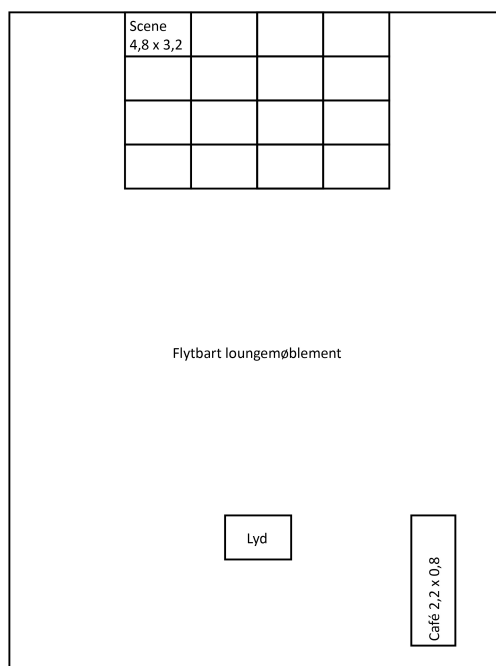 Scene
4,8 x 3,2
Flytbart loungemøblement
Lyd
Café 2,2 x 0,8